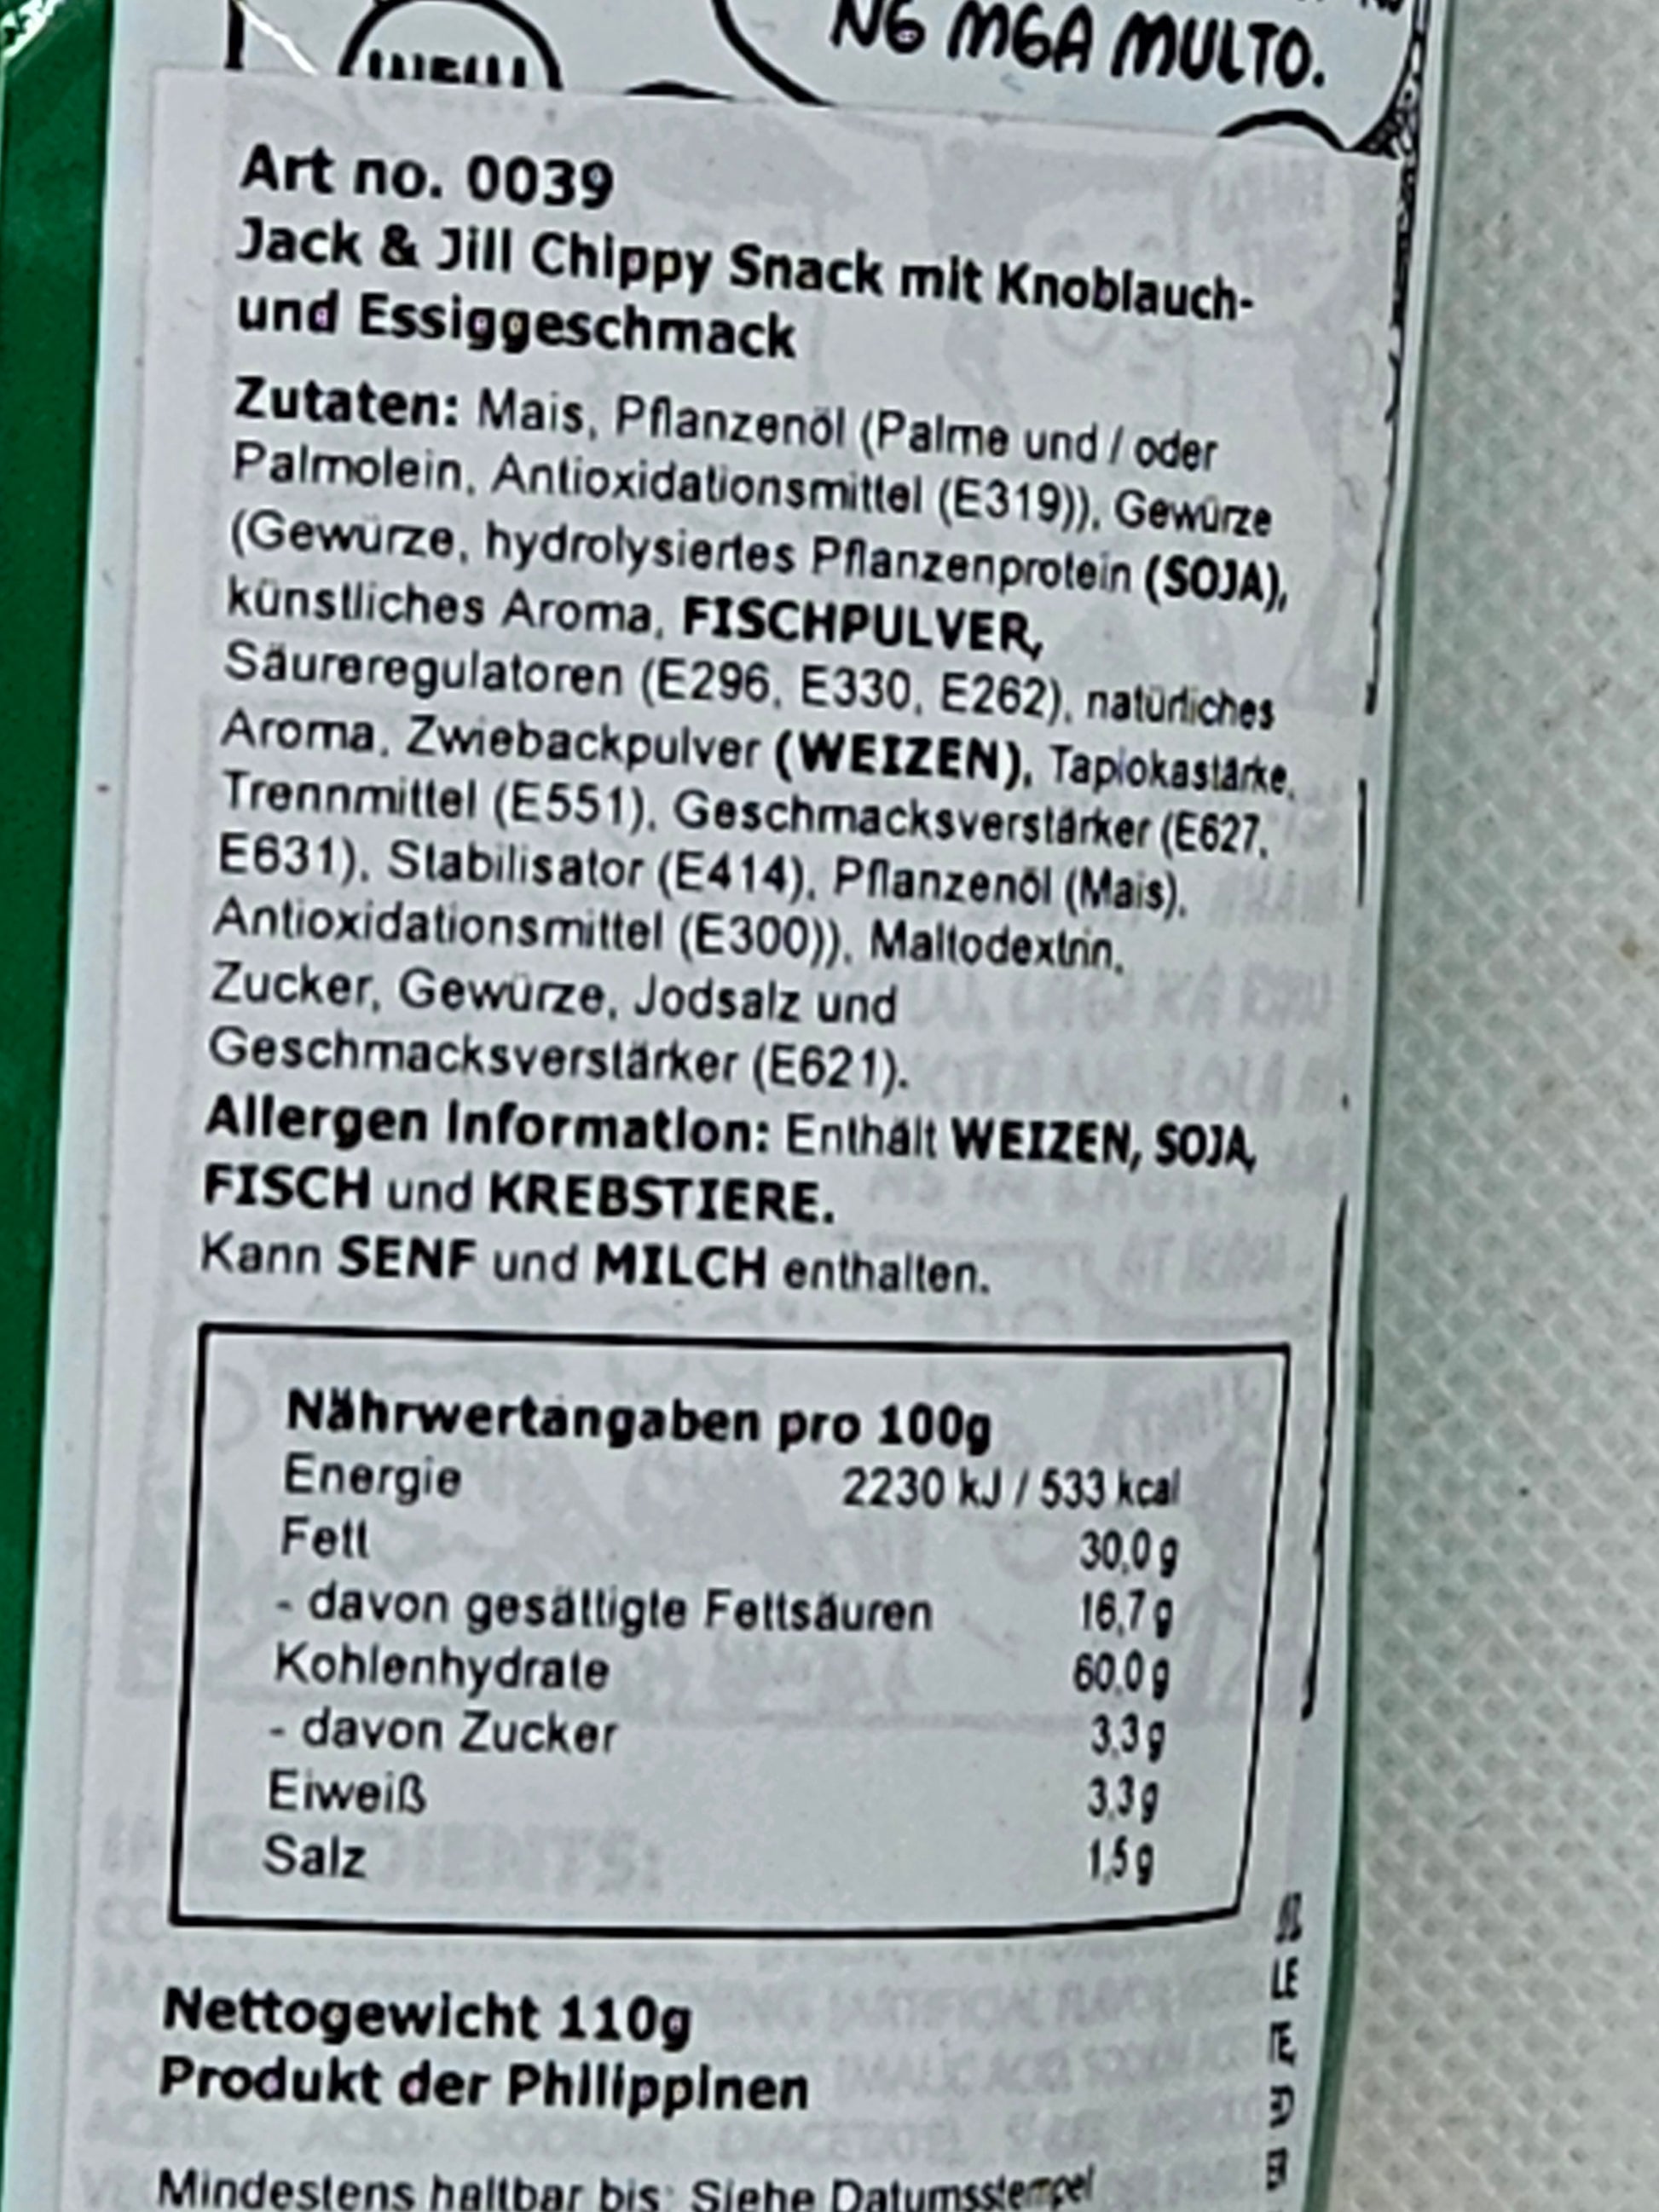 NG MGA MULTO.
Art no. 0039
Jack & Jill Chippy Snack mit Knoblauch-
und Essiggeschmack
Zutaten: Mais, Pflanzenöl (Palme und / oder
Palmolein, Antioxidationsmittel (E319)), Gewürze
(Gewürze, hydrolysiertes Pflanzenprotein (SOJA),
künstliches Aroma, FISCHPULVER,
Säureregulatoren (E296, E330, E262), natürliches
Aroma, Zwiebackpulver (WEIZEN), Tapiokastärke,
Trennmittel (E551), Geschmacksverstärker (E627,
E631), Stabilisator (E414), Pflanzenöl (Mais),
Antioxidationsmittel (E300)), Maltodextrin,
Zucker, Gewürze, Jodsalz und
Geschmacksverstärker (E621).
Allergen Information: Enthält WEIZEN, SOJA,
FISCH und KREBSTIERE.
Kann SENF und MILCH enthalten.
Nährwertangaben pro 100g
Energie 2230 kJ / 533 kcal
Fett 30,0 g
- davon gesättigte Fettsäuren 16,7 g
Kohlenhydrate 60,0 g
- davon Zucker 3,3 g
Eiweiß 3,3 g
Salz 1,5 g
Nettogewicht 110g
Produkt der Philippinen
Mindestens haltbar bis: Siehe Datumsstempel